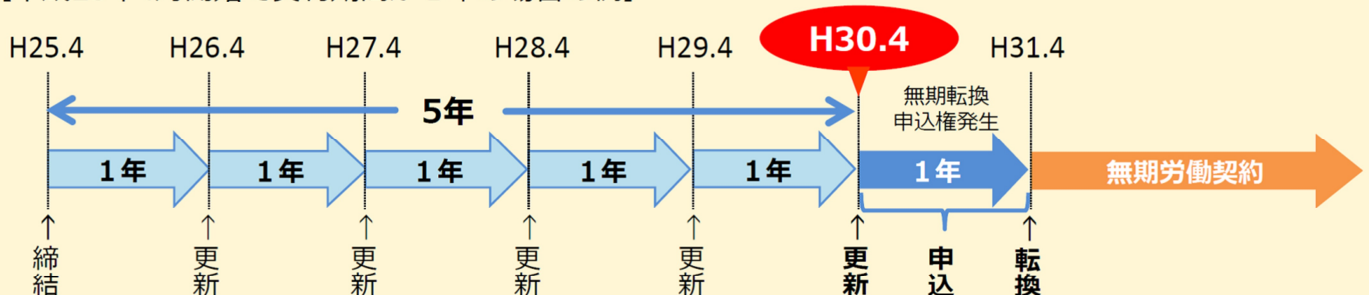 H25.4 H26.4 H27.4 H28.4 H29.4 H30.4 H31.4
5年
無期転換
申込権発生
1年 1年 1年 1年 1年 1年 無期労働契約
↑ ↑ ↑ ↑ ↑ ↑ ↑
締結 更新 更新 更新 更新 更新 申込 転換